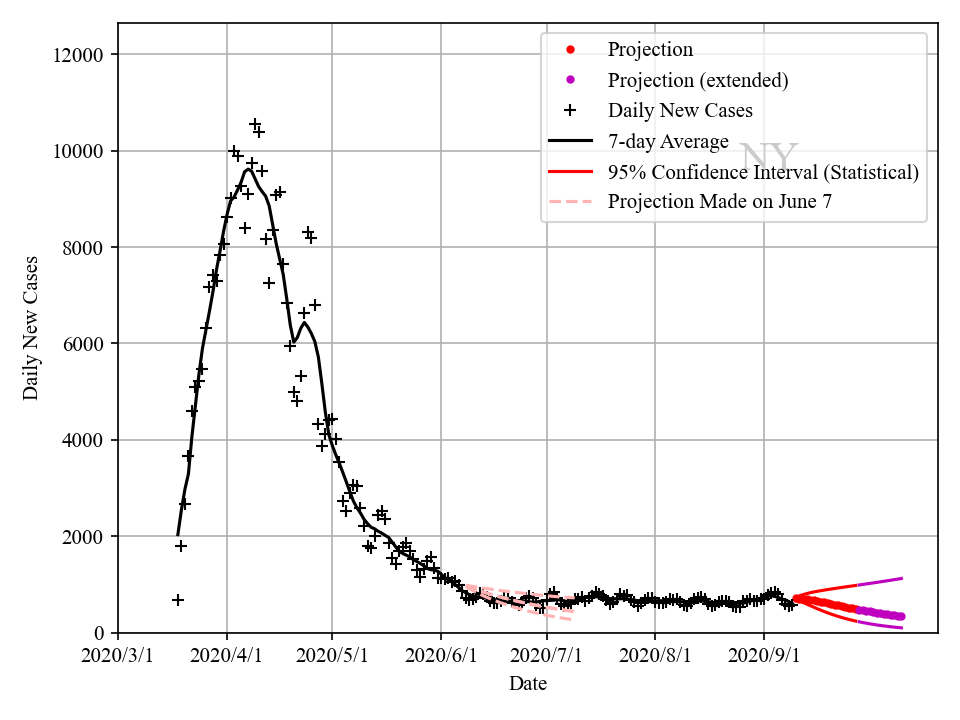 12000
10000
8000
6000
4000
2000
0
Daily New Cases
Projection
Projection (extended)
Daily New Cases
7-day Average
95% Confidence Interval (Statistical)
Projection Made on June 7
NY
2020/3/1 2020/4/1 2020/5/1 2020/6/1 2020/7/1 2020/8/1 2020/9/1
Date